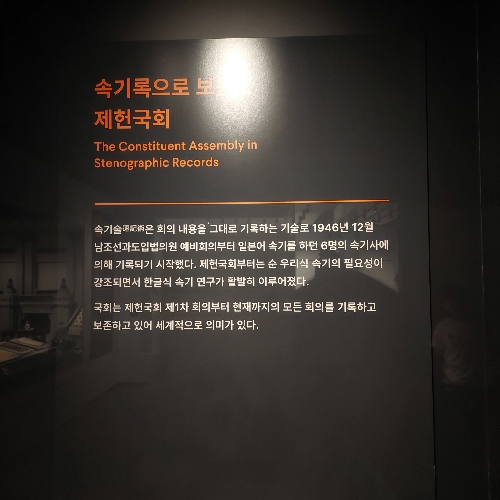 속기록으로 보
제헌국회
The Constituent Assembly in
Stenographic Records
속기술速記術은 회의 내용을 그대로 기록하는 기술로 1946년 12월
남조선과도입법의원 예비회의부터 일본어 속기를 하던 6명의 속기사에
의해 기록되기 시작했다. 제헌국회부터는 순 우리식 속기의 필요성이
강조되면서 한글식 속기 연구가 활발히 이루어졌다.
국회는 제헌국회 제1차 회의부터 현재까지의 모든 회의를 기록하고
보존하고 있어 세계적으로 의미가 있다.